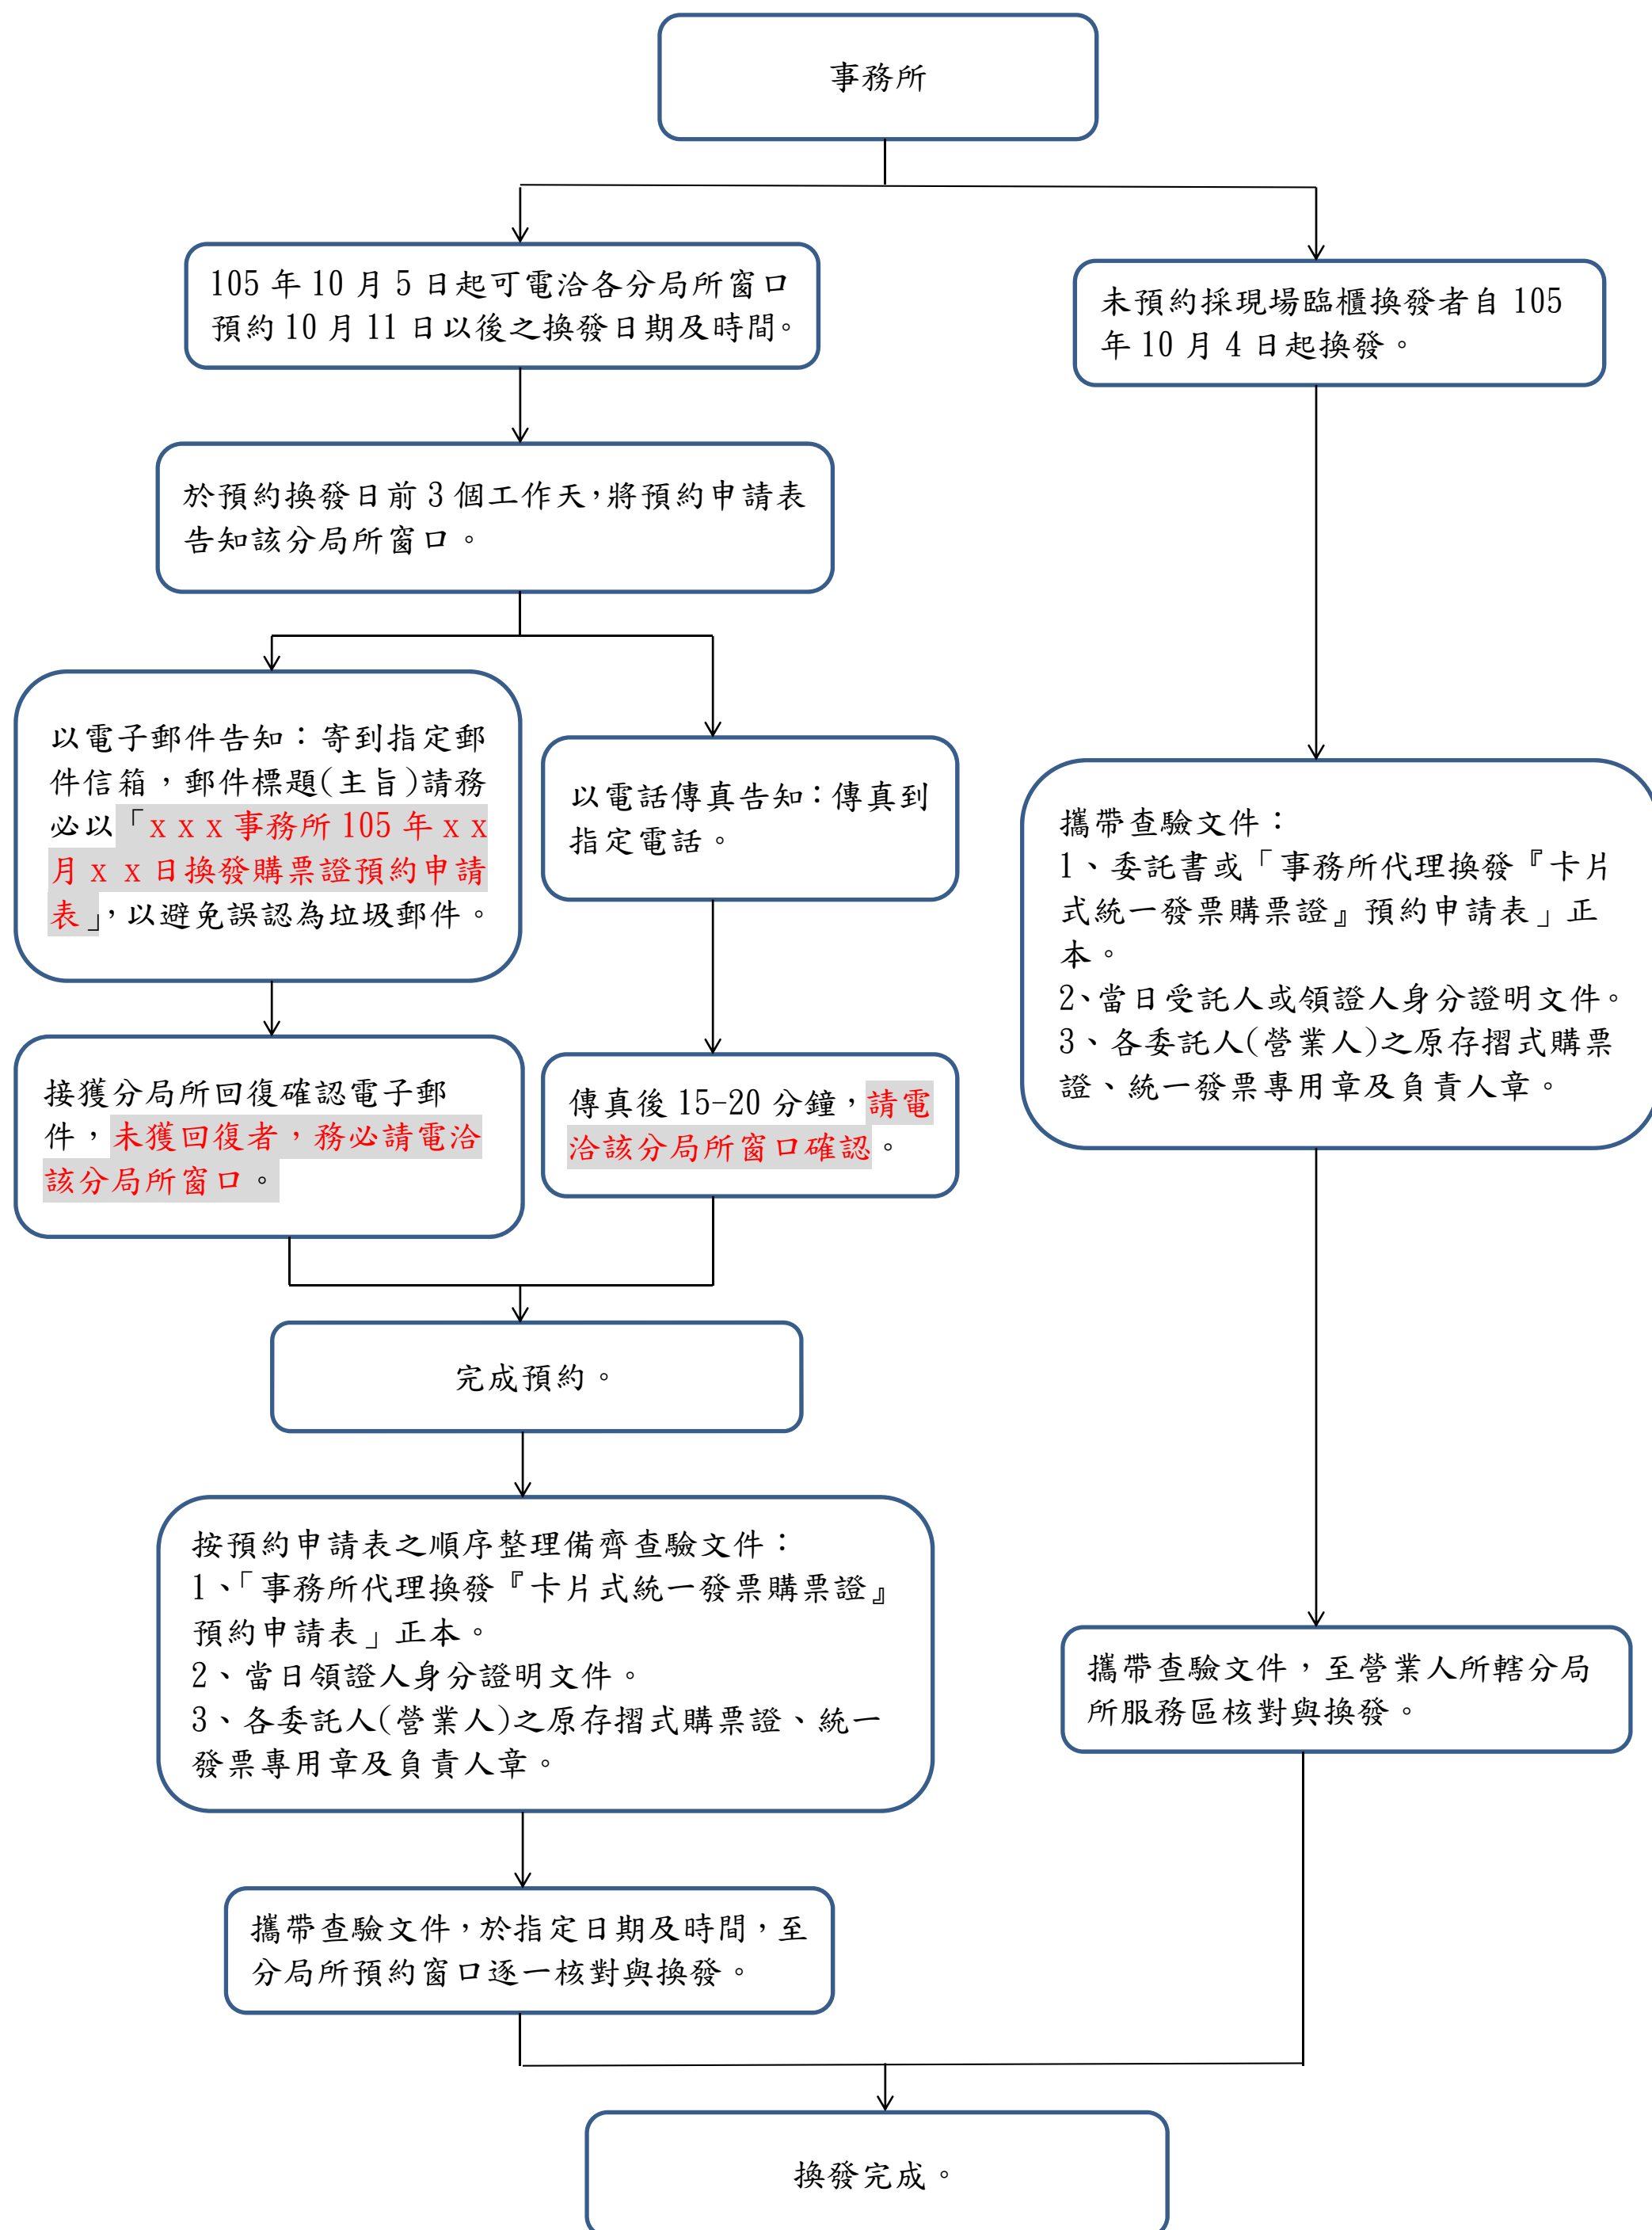 事務所
105 年 10 月 5 日起可電洽各分局所窗口
預約 10 月 11 日以後之換發日期及時間。
未預約採現場臨櫃換發者自 105
年 10 月 4 日起換發。
於預約換發日前 3 個工作天,將預約申請表
告知該分局所窗口。
以電子郵件告知：寄到指定郵
件信箱，郵件標題(主旨)請務
必以「x x x 事務所 105 年 x x
月 x x 日換發購票證預約申請
表」，以避免誤認為垃圾郵件。
以電話傳真告知：傳真到
指定電話。
攜帶查驗文件：
1、委託書或「事務所代理換發『卡片
式統一發票購票證』預約申請表」正
本。
2、當日受託人或領證人身分證明文件。
3、各委託人(營業人)之原存摺式購票
證、統一發票專用章及負責人章。
接獲分局所回復確認電子郵
件，未獲回復者，務必請電洽
該分局所窗口。
傳真後 15-20 分鐘，請電
洽該分局所窗口確認。
完成預約。
按預約申請表之順序整理備齊查驗文件：
1、「事務所代理換發『卡片式統一發票購票證』
預約申請表」正本。
2、當日領證人身分證明文件。
3、各委託人(營業人)之原存摺式購票證、統一
發票專用章及負責人章。
攜帶查驗文件，至營業人所轄分局
所服務區核對與換發。
攜帶查驗文件，於指定日期及時間，至
分局所預約窗口逐一核對與換發。
換發完成。